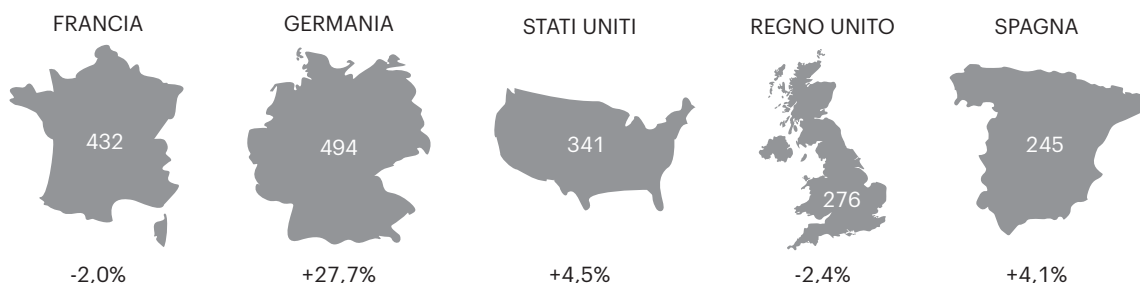 FRANCIA GERMANIA STATI UNITI REGNO UNITO SPAGNA
432 494 341 276 245
-2,0% +27,7% +4,5% -2,4% +4,1%